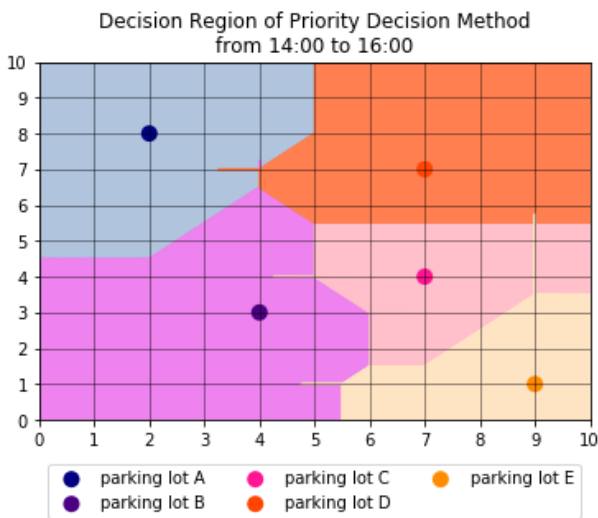 Decision Region of Priority Decision Method
from 14:00 to 16:00
10
9
8
7
6
5
4
3
2
1
0
0 1 2 3 4 5 6 7 8 9 10
parking lot A parking lot C parking lot E
parking lot B parking lot D